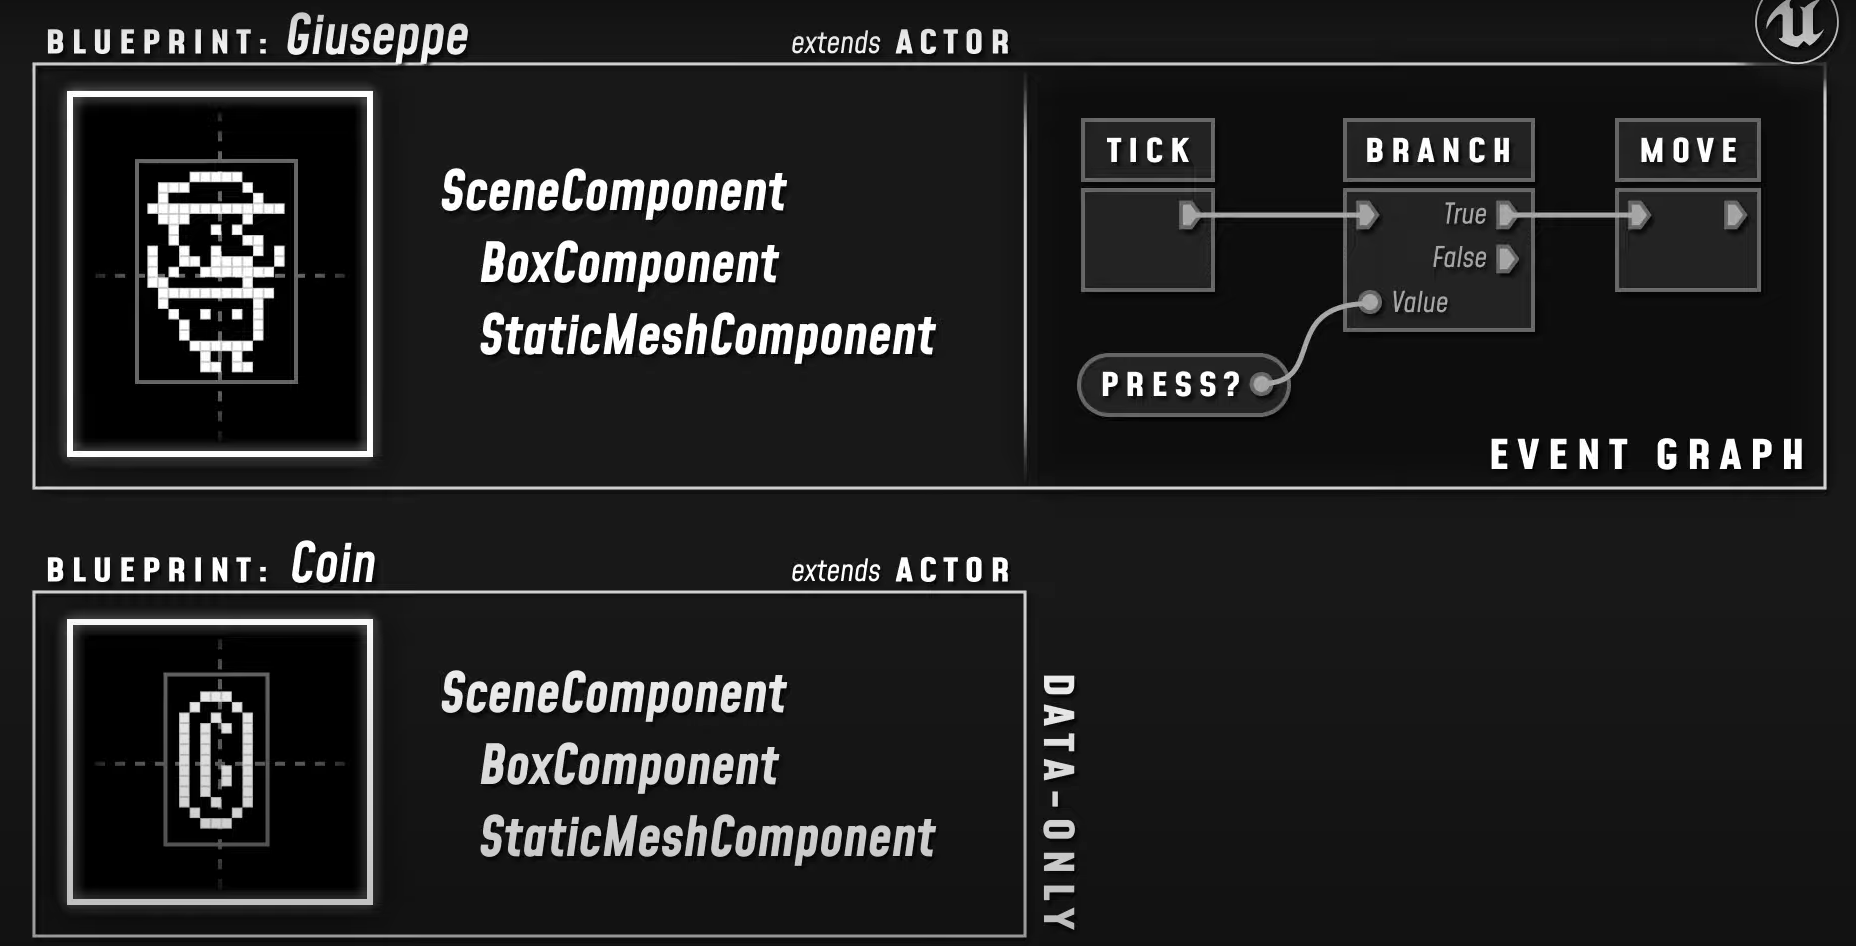 BLUEPRINT: Giuseppe
extends ACTOR
SceneComponent
BoxComponent
StaticMeshComponent
TICK
BRANCH
MOVE
True
False
Value
PRESS?
EVENT GRAPH
BLUEPRINT: Coin
extends ACTOR
SceneComponent
BoxComponent
StaticMeshComponent
DATA-ONLY